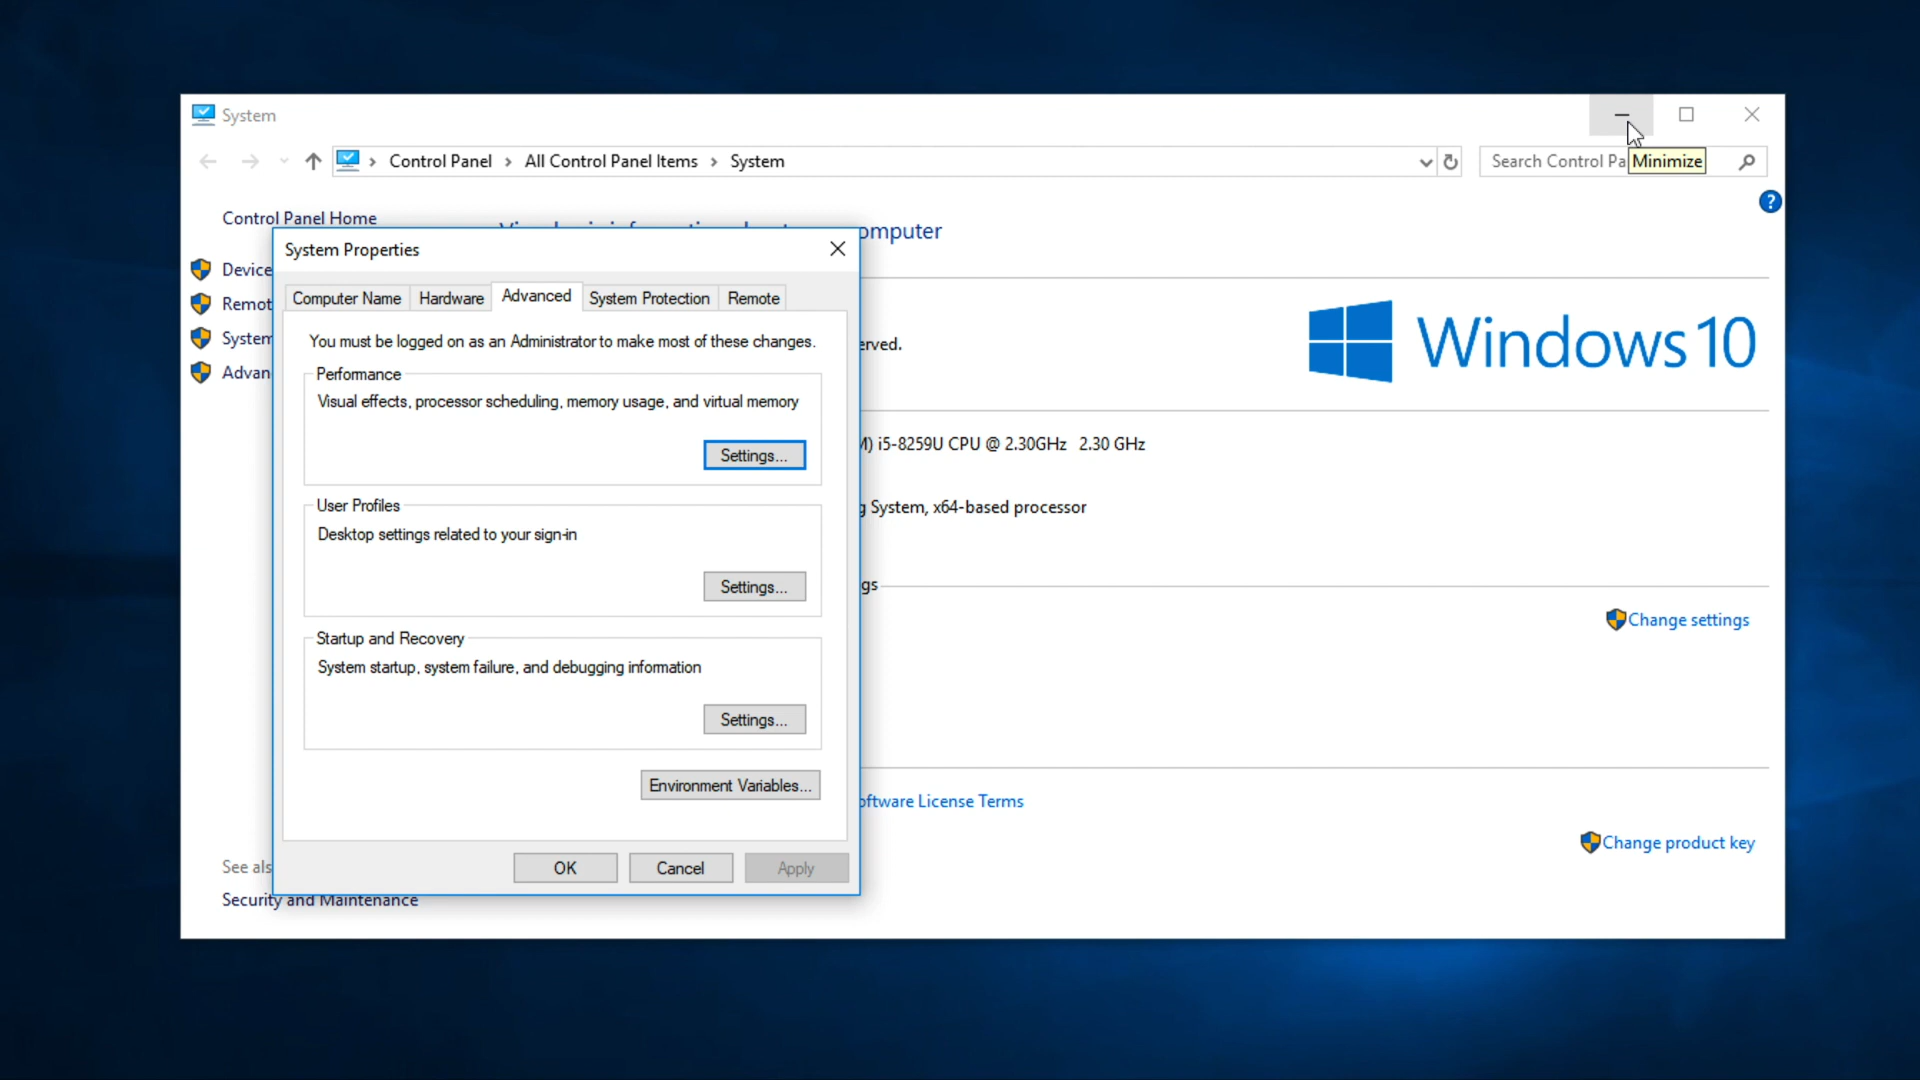 System
Control Panel > All Control Panel Items > System
Search Control Pa
Minimize
?
Control Panel Home
omputer
System Properties
Device
Remot
System
Advan
Computer Name Hardware Advanced System Protection Remote
You must be logged on as an Administrator to make most of these changes.
erved.
Windows 10
Performance
Visual effects, processor scheduling, memory usage, and virtual memory
Settings...
i5-8259U CPU @ 2.30GHz 2.30 GHz
User Profiles
System, x64-based processor
Desktop settings related to your sign-in
Settings...
gs
Change settings
Startup and Recovery
System startup, system failure, and debugging information
Settings...
Environment Variables...
oftware License Terms
Change product key
OK Cancel Apply
See als
Security and Maintenance